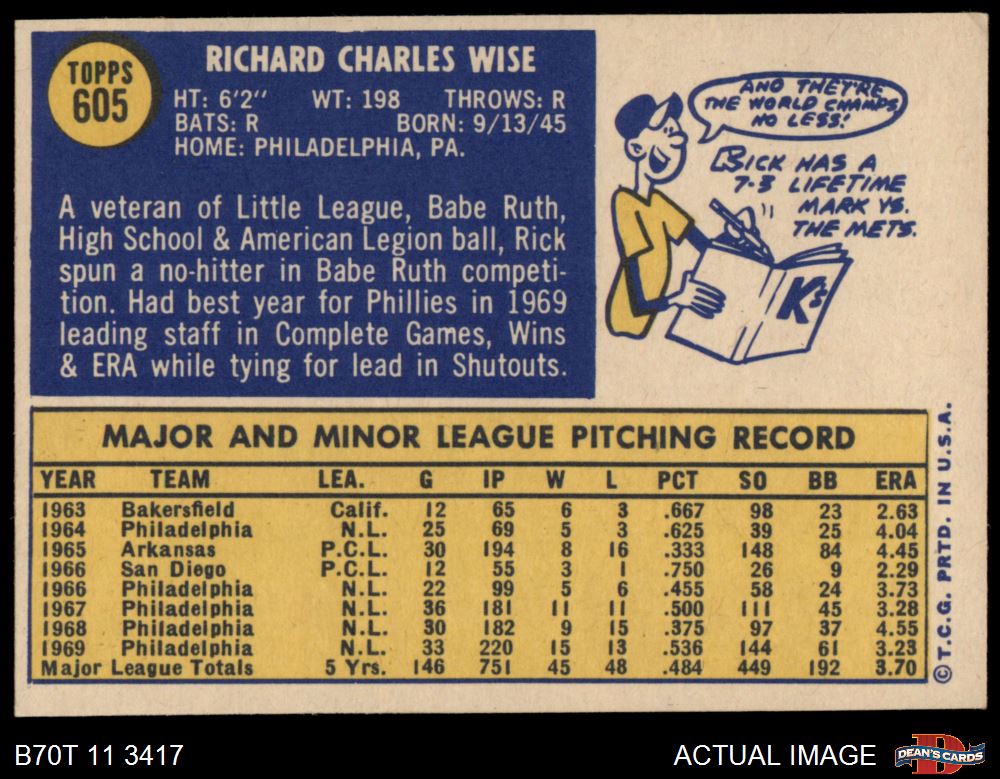 TOPPS
605
RICHARD CHARLES WISE
HT: 6'2" WT: 198 THROWS: R
BATS: R BORN: 9/13/45
HOME: PHILADELPHIA, PA.
A veteran of Little League, Babe Ruth,
High School & American Legion ball, Rick
spun a no-hitter in Babe Ruth competi-
tion. Had best year for Phillies in 1969
leading staff in Complete Games, Wins
& ERA while tying for lead in Shutouts.
AND THEY'RE
THE WORLD CHAMPS
NO LESS!
RICK HAS A
7-3 LIFETIME
MARK VS.
THE METS.
K's
MAJOR AND MINOR LEAGUE PITCHING RECORD
YEAR TEAM LEA. G IP W L PCT SO BB ERA
1963 Bakersfield Calif. 12 65 6 3 .667 98 23 2.63
1964 Philadelphia N.L. 25 69 5 3 .625 39 25 4.04
1965 Arkansas P.C.L. 30 194 8 16 .333 148 84 4.45
1966 San Diego P.C.L. 12 55 3 1 .750 26 9 2.29
1966 Philadelphia N.L. 22 99 5 6 .455 58 24 3.73
1967 Philadelphia N.L. 36 181 11 11 .500 111 45 3.28
1968 Philadelphia N.L. 30 182 9 15 .375 97 37 4.55
1969 Philadelphia N.L. 33 220 15 13 .536 144 61 3.23
Major League Totals 5 Yrs. 146 751 45 48 .484 449 192 3.70
©T.C.G. PRTD. IN U.S.A.
B70T 11 3417
ACTUAL IMAGE
D
DEAN'S CARDS